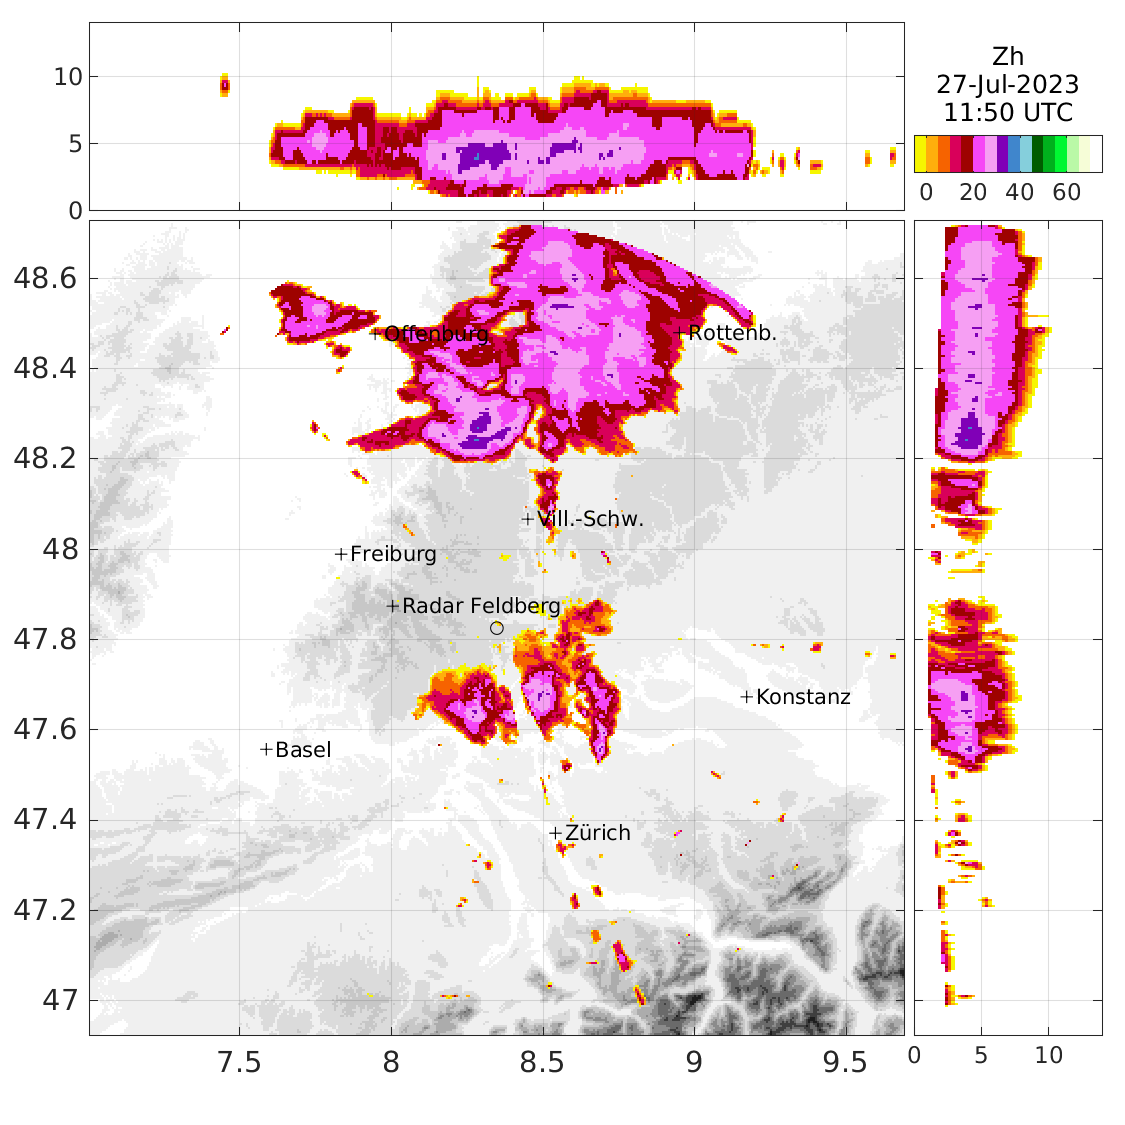 10
5
0
Zh
27-Jul-2023
11:50 UTC
0 20 40 60
48.6
48.4
48.2
48
47.8
47.6
47.4
47.2
47
Offenburg
Rottenb.
Vill.-Schw.
Freiburg
Radar Feldberg
Konstanz
Basel
Zürich
7.5 8 8.5 9 9.5
0 5 10